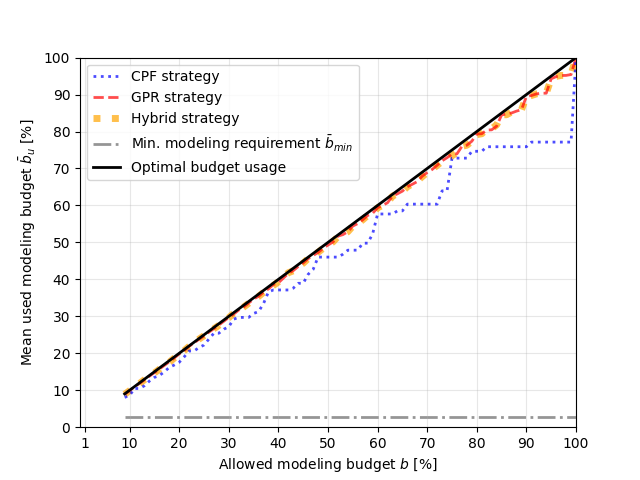 100
90
80
70
60
50
40
30
20
10
0
Mean used modeling budget b̄ᵤ [%]
CPF strategy
GPR strategy
Hybrid strategy
Min. modeling requirement b̄ₘᵢₙ
Optimal budget usage
1 10 20 30 40 50 60 70 80 90 100
Allowed modeling budget b [%]